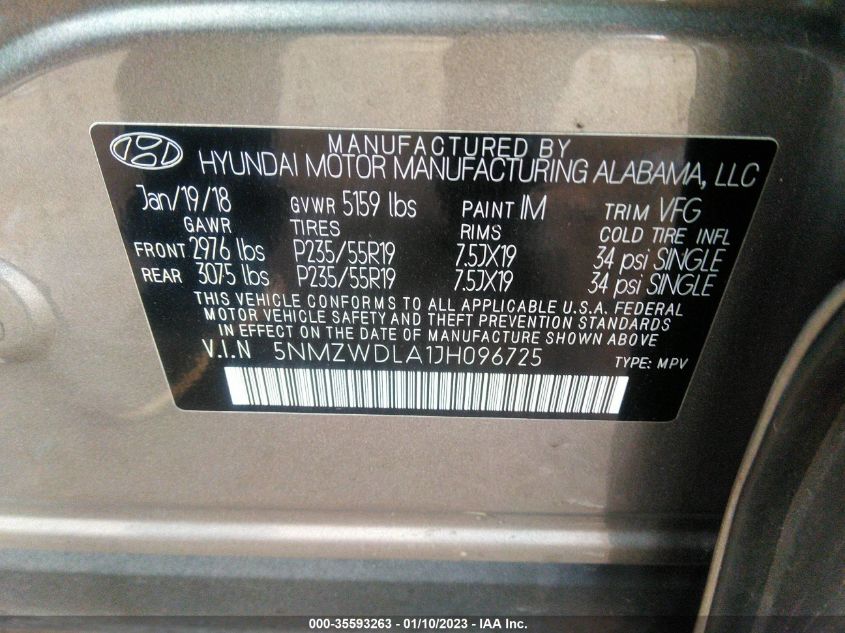 MANUFACTURED BY
HYUNDAI MOTOR MANUFACTURING ALABAMA, LLC
Jan/19/18 GVWR 5159 lbs PAINT IM TRIM VFG
GAWR TIRES RIMS COLD TIRE INFL
FRONT 2976 lbs P235/55R19 7.5JX19 34 psi SINGLE
REAR 3075 lbs P235/55R19 7.5JX19 34 psi SINGLE
THIS VEHICLE CONFORMS TO ALL APPLICABLE U.S.A. FEDERAL
MOTOR VEHICLE SAFETY AND THEFT PREVENTION STANDARDS
IN EFFECT ON THE DATE OF MANUFACTURE SHOWN ABOVE.
V.I.N 5NMZWDLA1JH096725 TYPE: MPV
000-35593263 - 01/10/2023 - IAA Inc.